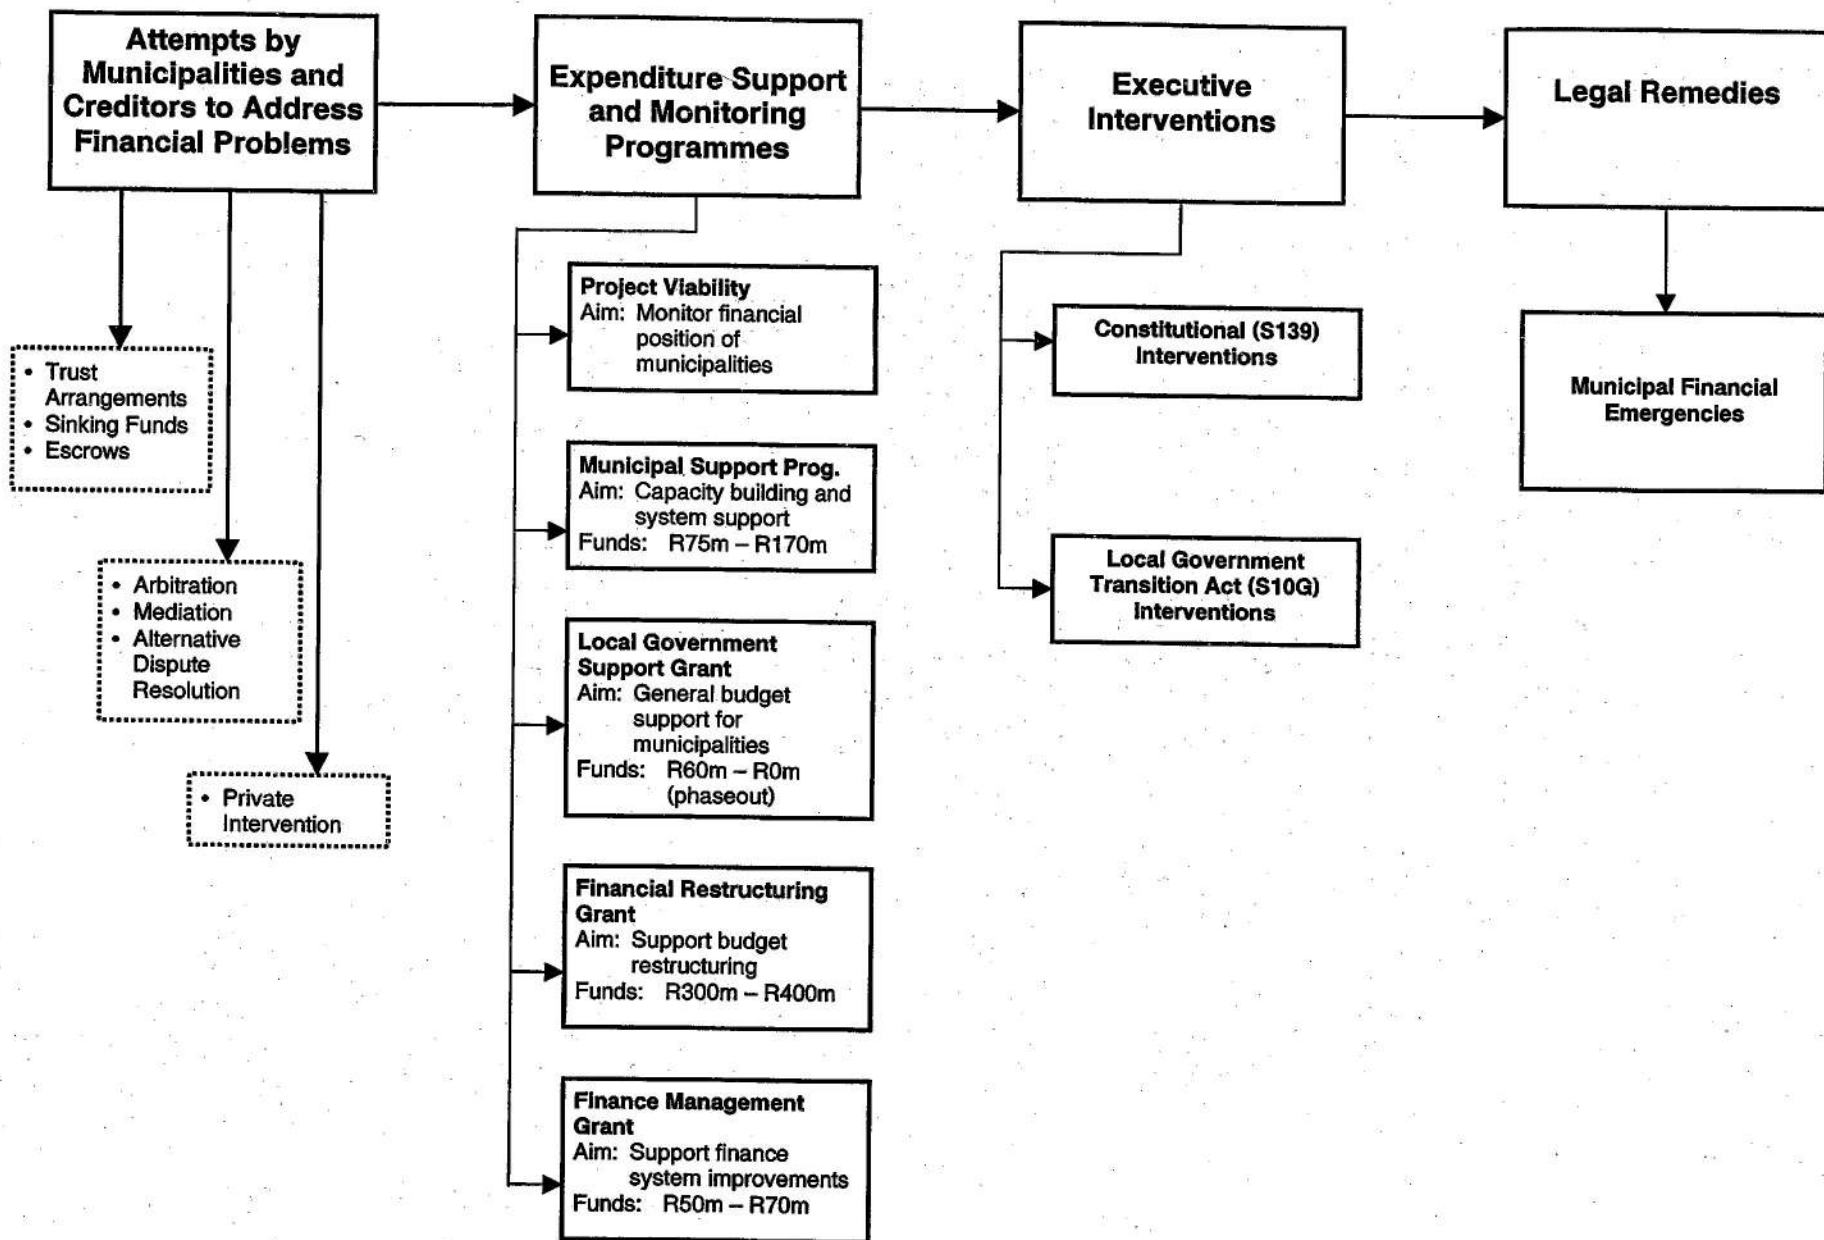 Attempts by
Municipalities and
Creditors to Address
Financial Problems
• Trust
Arrangements
• Sinking Funds
• Escrows
• Arbitration
• Mediation
• Alternative
Dispute
Resolution
• Private
Intervention
Expenditure Support
and Monitoring
Programmes
Project Viability
Aim: Monitor financial
position of
municipalities
Municipal Support Prog.
Aim: Capacity building and
system support
Funds: R75m – R170m
Local Government
Support Grant
Aim: General budget
support for
municipalities
Funds: R60m – R0m
(phaseout)
Financial Restructuring
Grant
Aim: Support budget
restructuring
Funds: R300m – R400m
Finance Management
Grant
Aim: Support finance
system improvements
Funds: R50m – R70m
Executive
Interventions
Constitutional (S139)
Interventions
Local Government
Transition Act (S10G)
Interventions
Legal Remedies
Municipal Financial
Emergencies